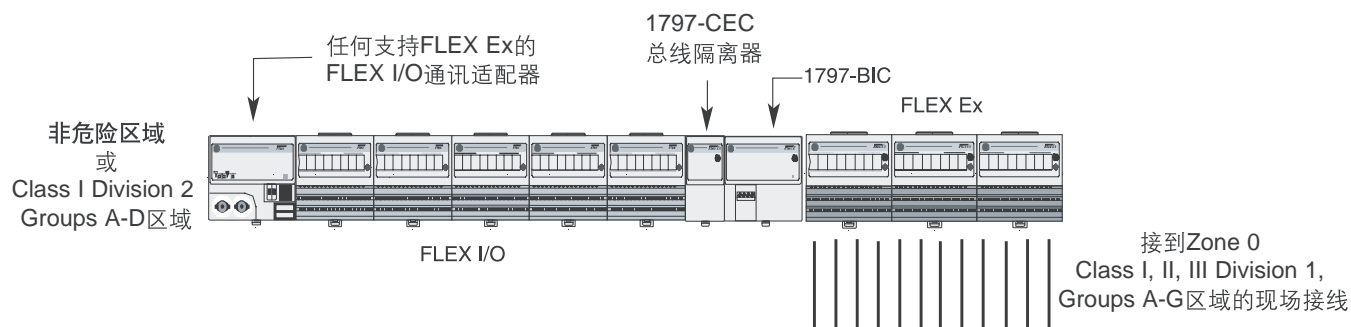 任何支持FLEX Ex的
FLEX I/O通讯适配器
1797-CEC
总线隔离器
1797-BIC
FLEX Ex
非危险区域
或
Class I Division 2
Groups A-D区域
FLEX I/O
接到Zone 0
Class I, II, III Division 1,
Groups A-G区域的现场接线